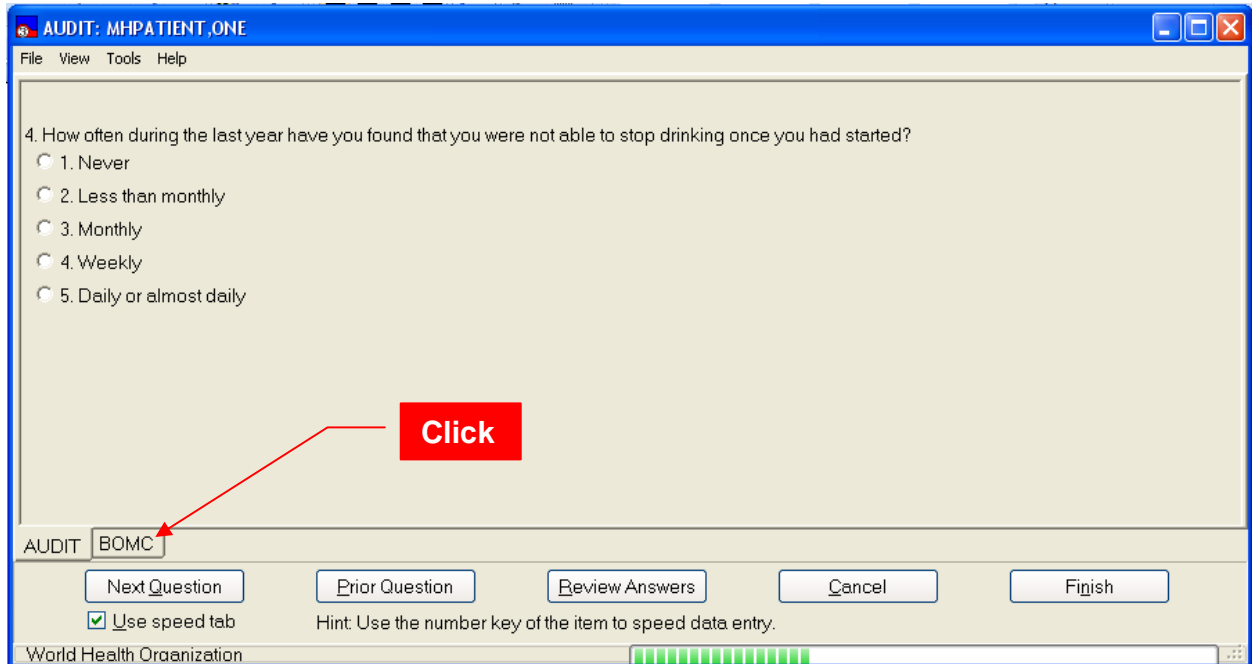 AUDIT: MHPATIENT,ONE
File View Tools Help
4. How often during the last year have you found that you were not able to stop drinking once you had started?
1. Never
2. Less than monthly
3. Monthly
4. Weekly
5. Daily or almost daily
Click
AUDIT BOMC
Next Question Prior Question Review Answers Cancel Finish
Use speed tab Hint: Use the number key of the item to speed data entry.
World Health Organization